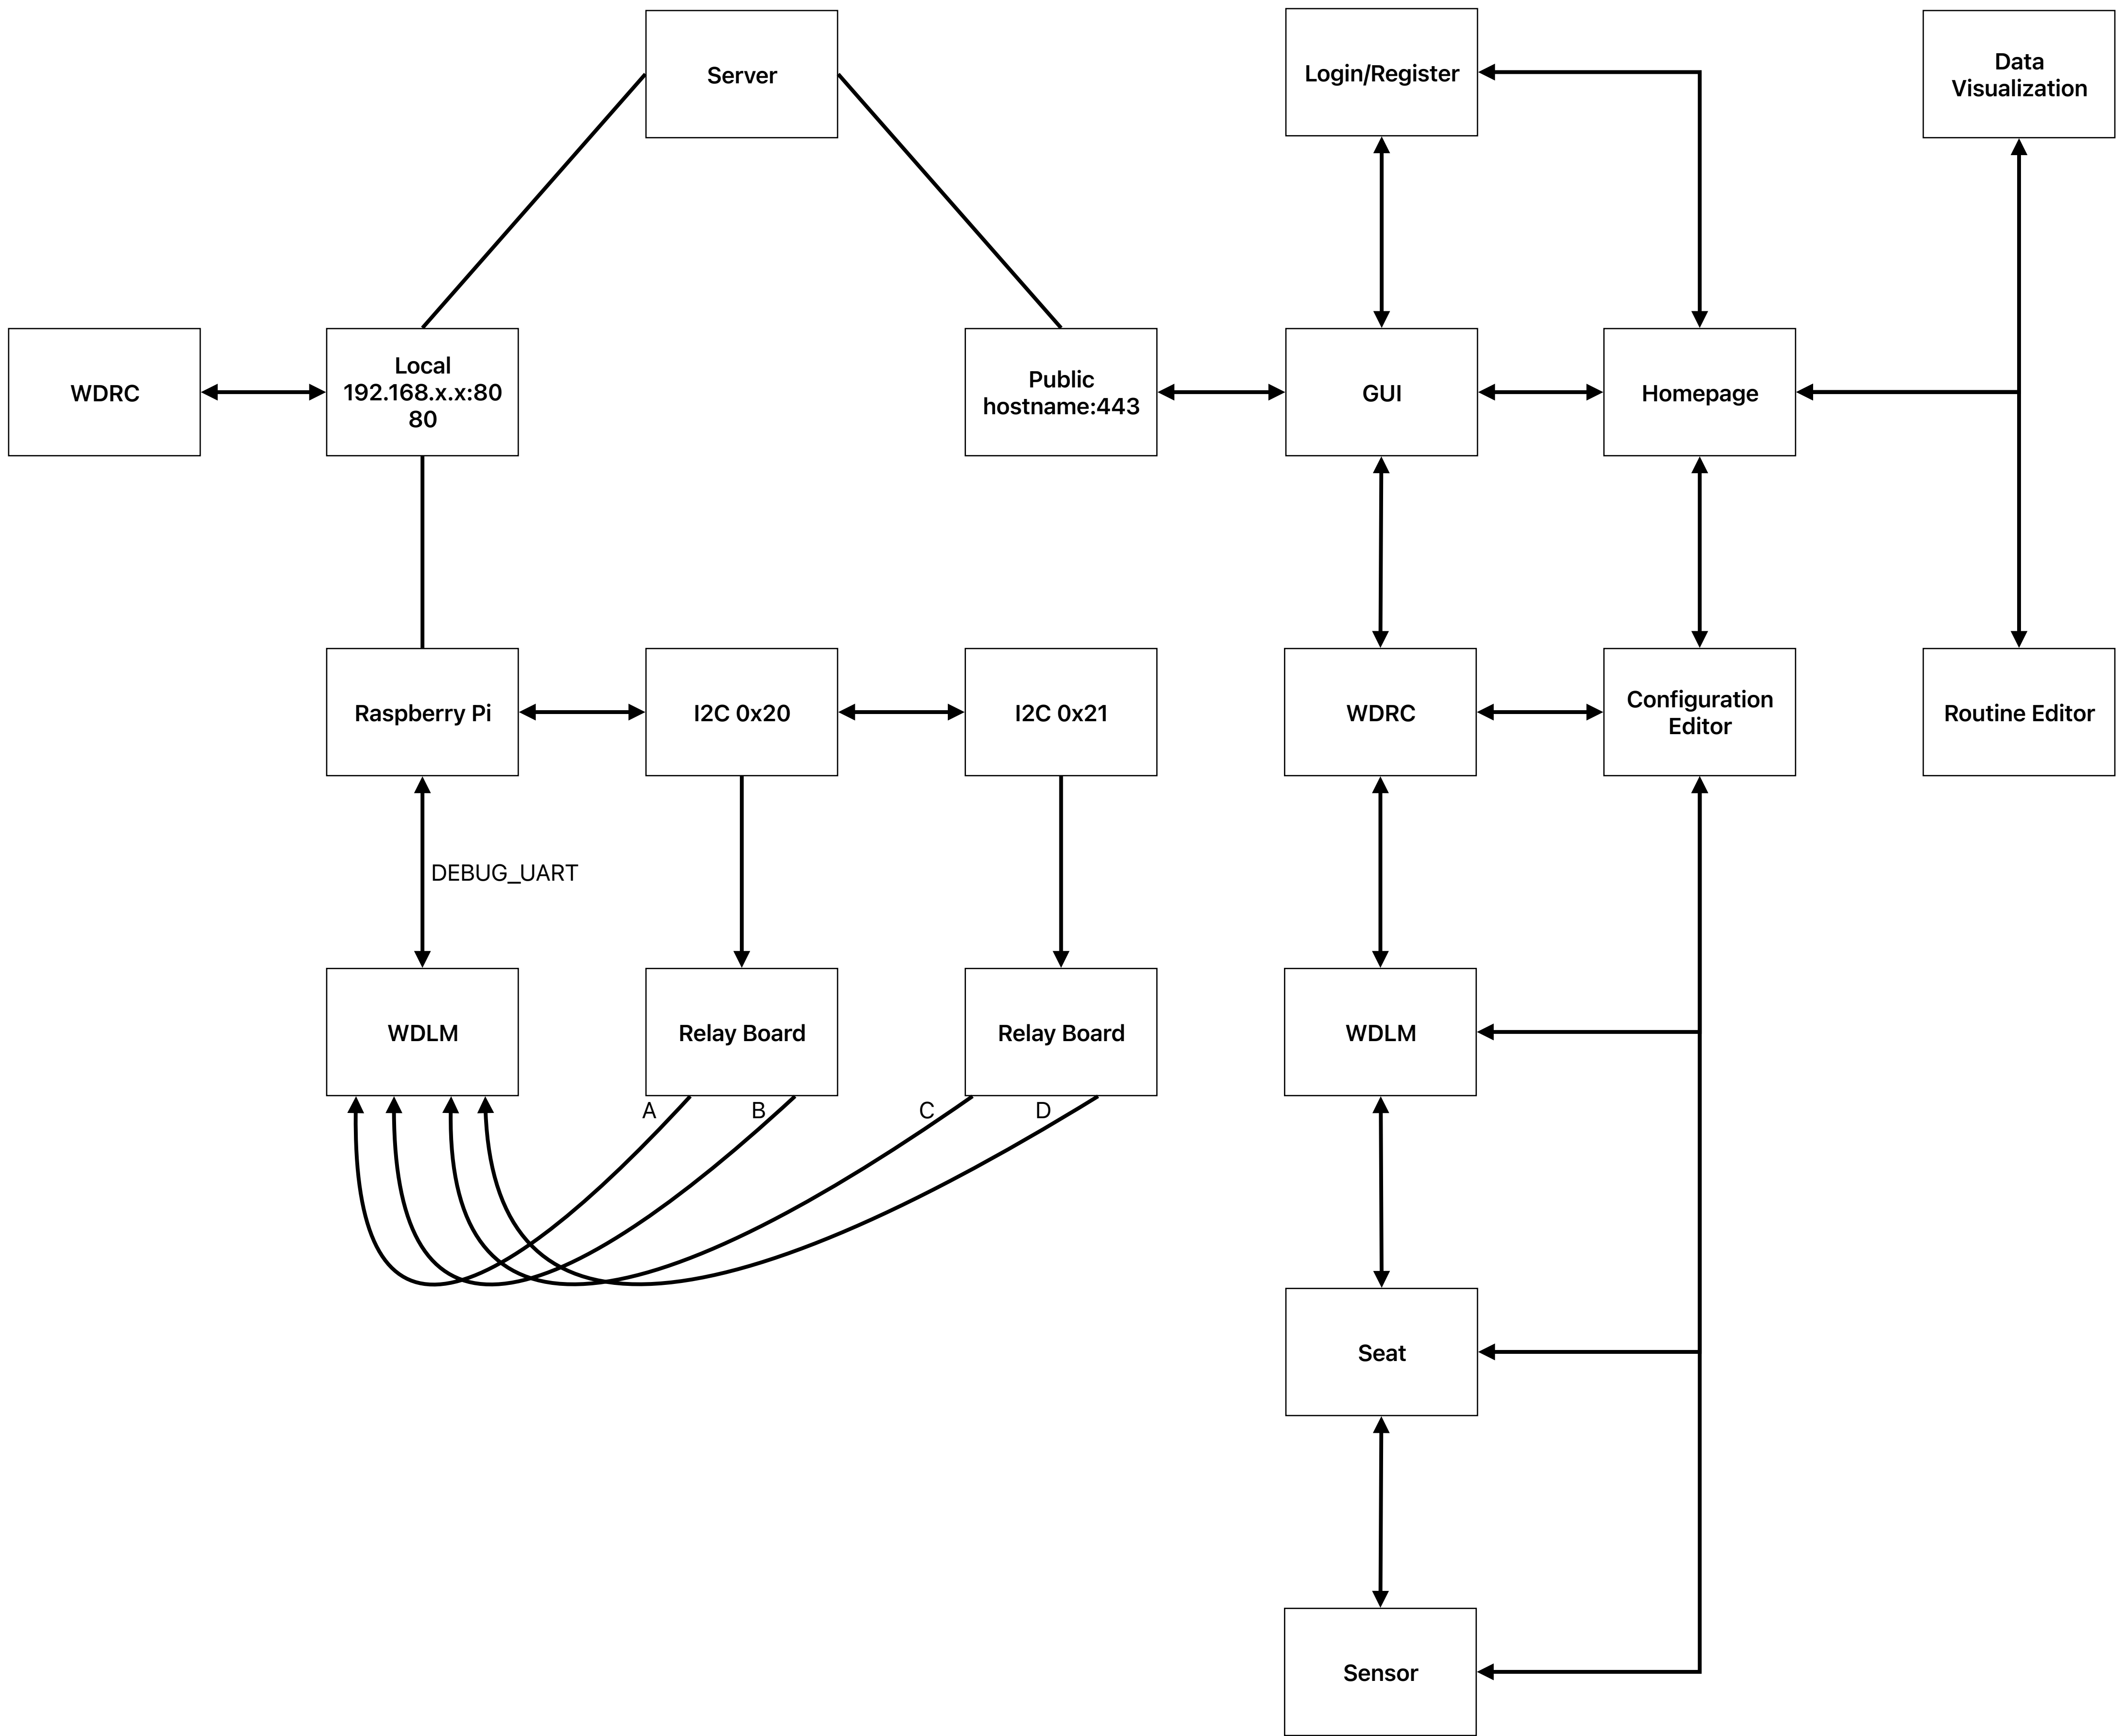 Server
Login/Register
Data
Visualization
WDRC
Local
192.168.x.x:80
80
Public
hostname:443
GUI
Homepage
Raspberry Pi
I2C 0x20
I2C 0x21
WDRC
Configuration
Editor
Routine Editor
DEBUG_UART
WDLM
Relay Board
Relay Board
WDLM
A
B
C
D
Seat
Sensor